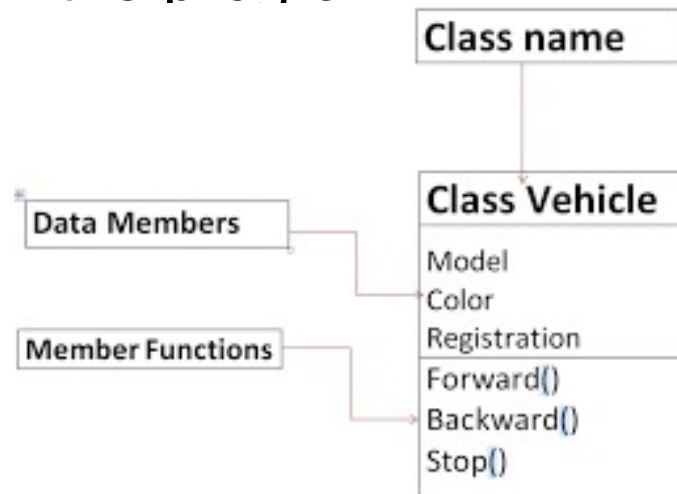 Class name
Class Vehicle
Data Members
Model
Color
Registration
Member Functions
Forward()
Backward()
Stop()